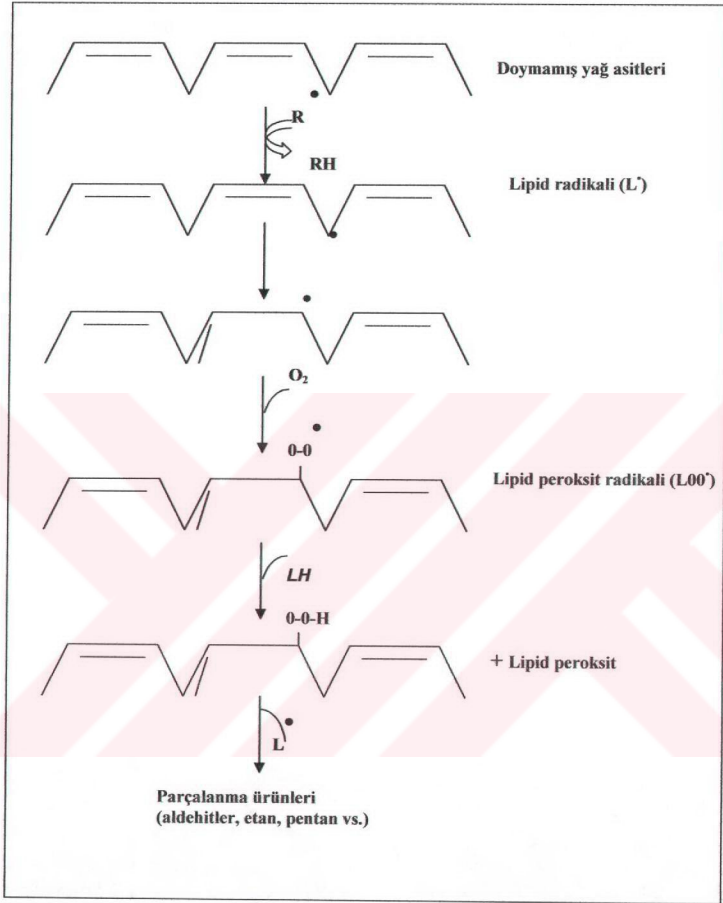 Doymamış yağ asitleri
R
RH
Lipid radikali (L•)
O₂
0-0
Lipid peroksit radikali (L00•)
LH
0-0-H
+ Lipid peroksit
L•
Parçalanma ürünleri
(aldehitler, etan, pentan vs.)